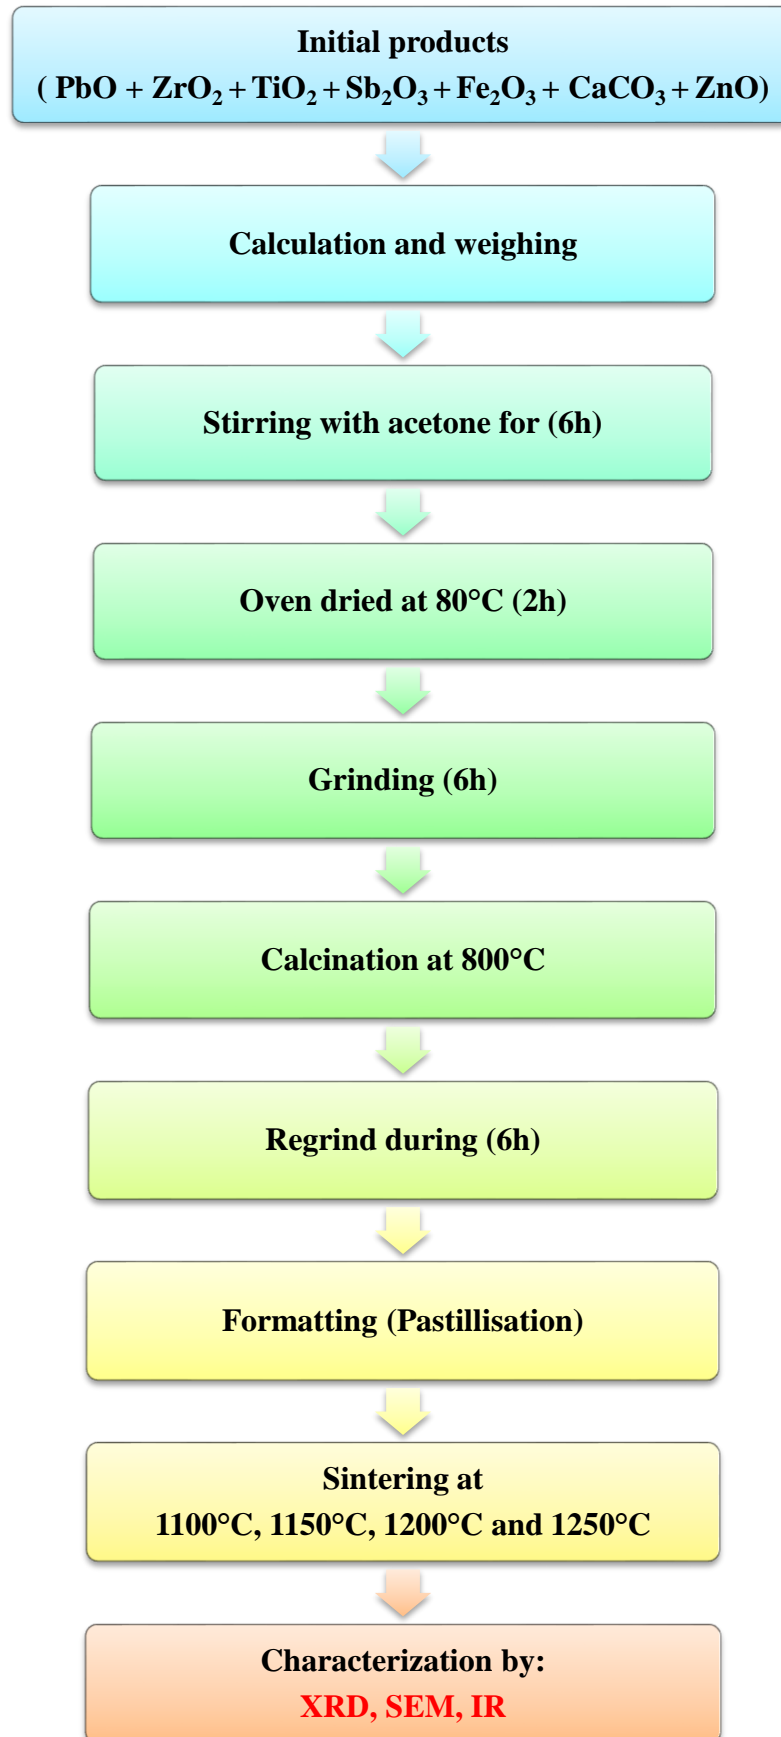 Initial products
( PbO + ZrO₂ + TiO₂ + Sb₂O₃ + Fe₂O₃ + CaCO₃ + ZnO)
Calculation and weighing
Stirring with acetone for (6h)
Oven dried at 80°C (2h)
Grinding (6h)
Calcination at 800°C
Regrind during (6h)
Formatting (Pastillisation)
Sintering at
1100°C, 1150°C, 1200°C and 1250°C
Characterization by:
XRD, SEM, IR